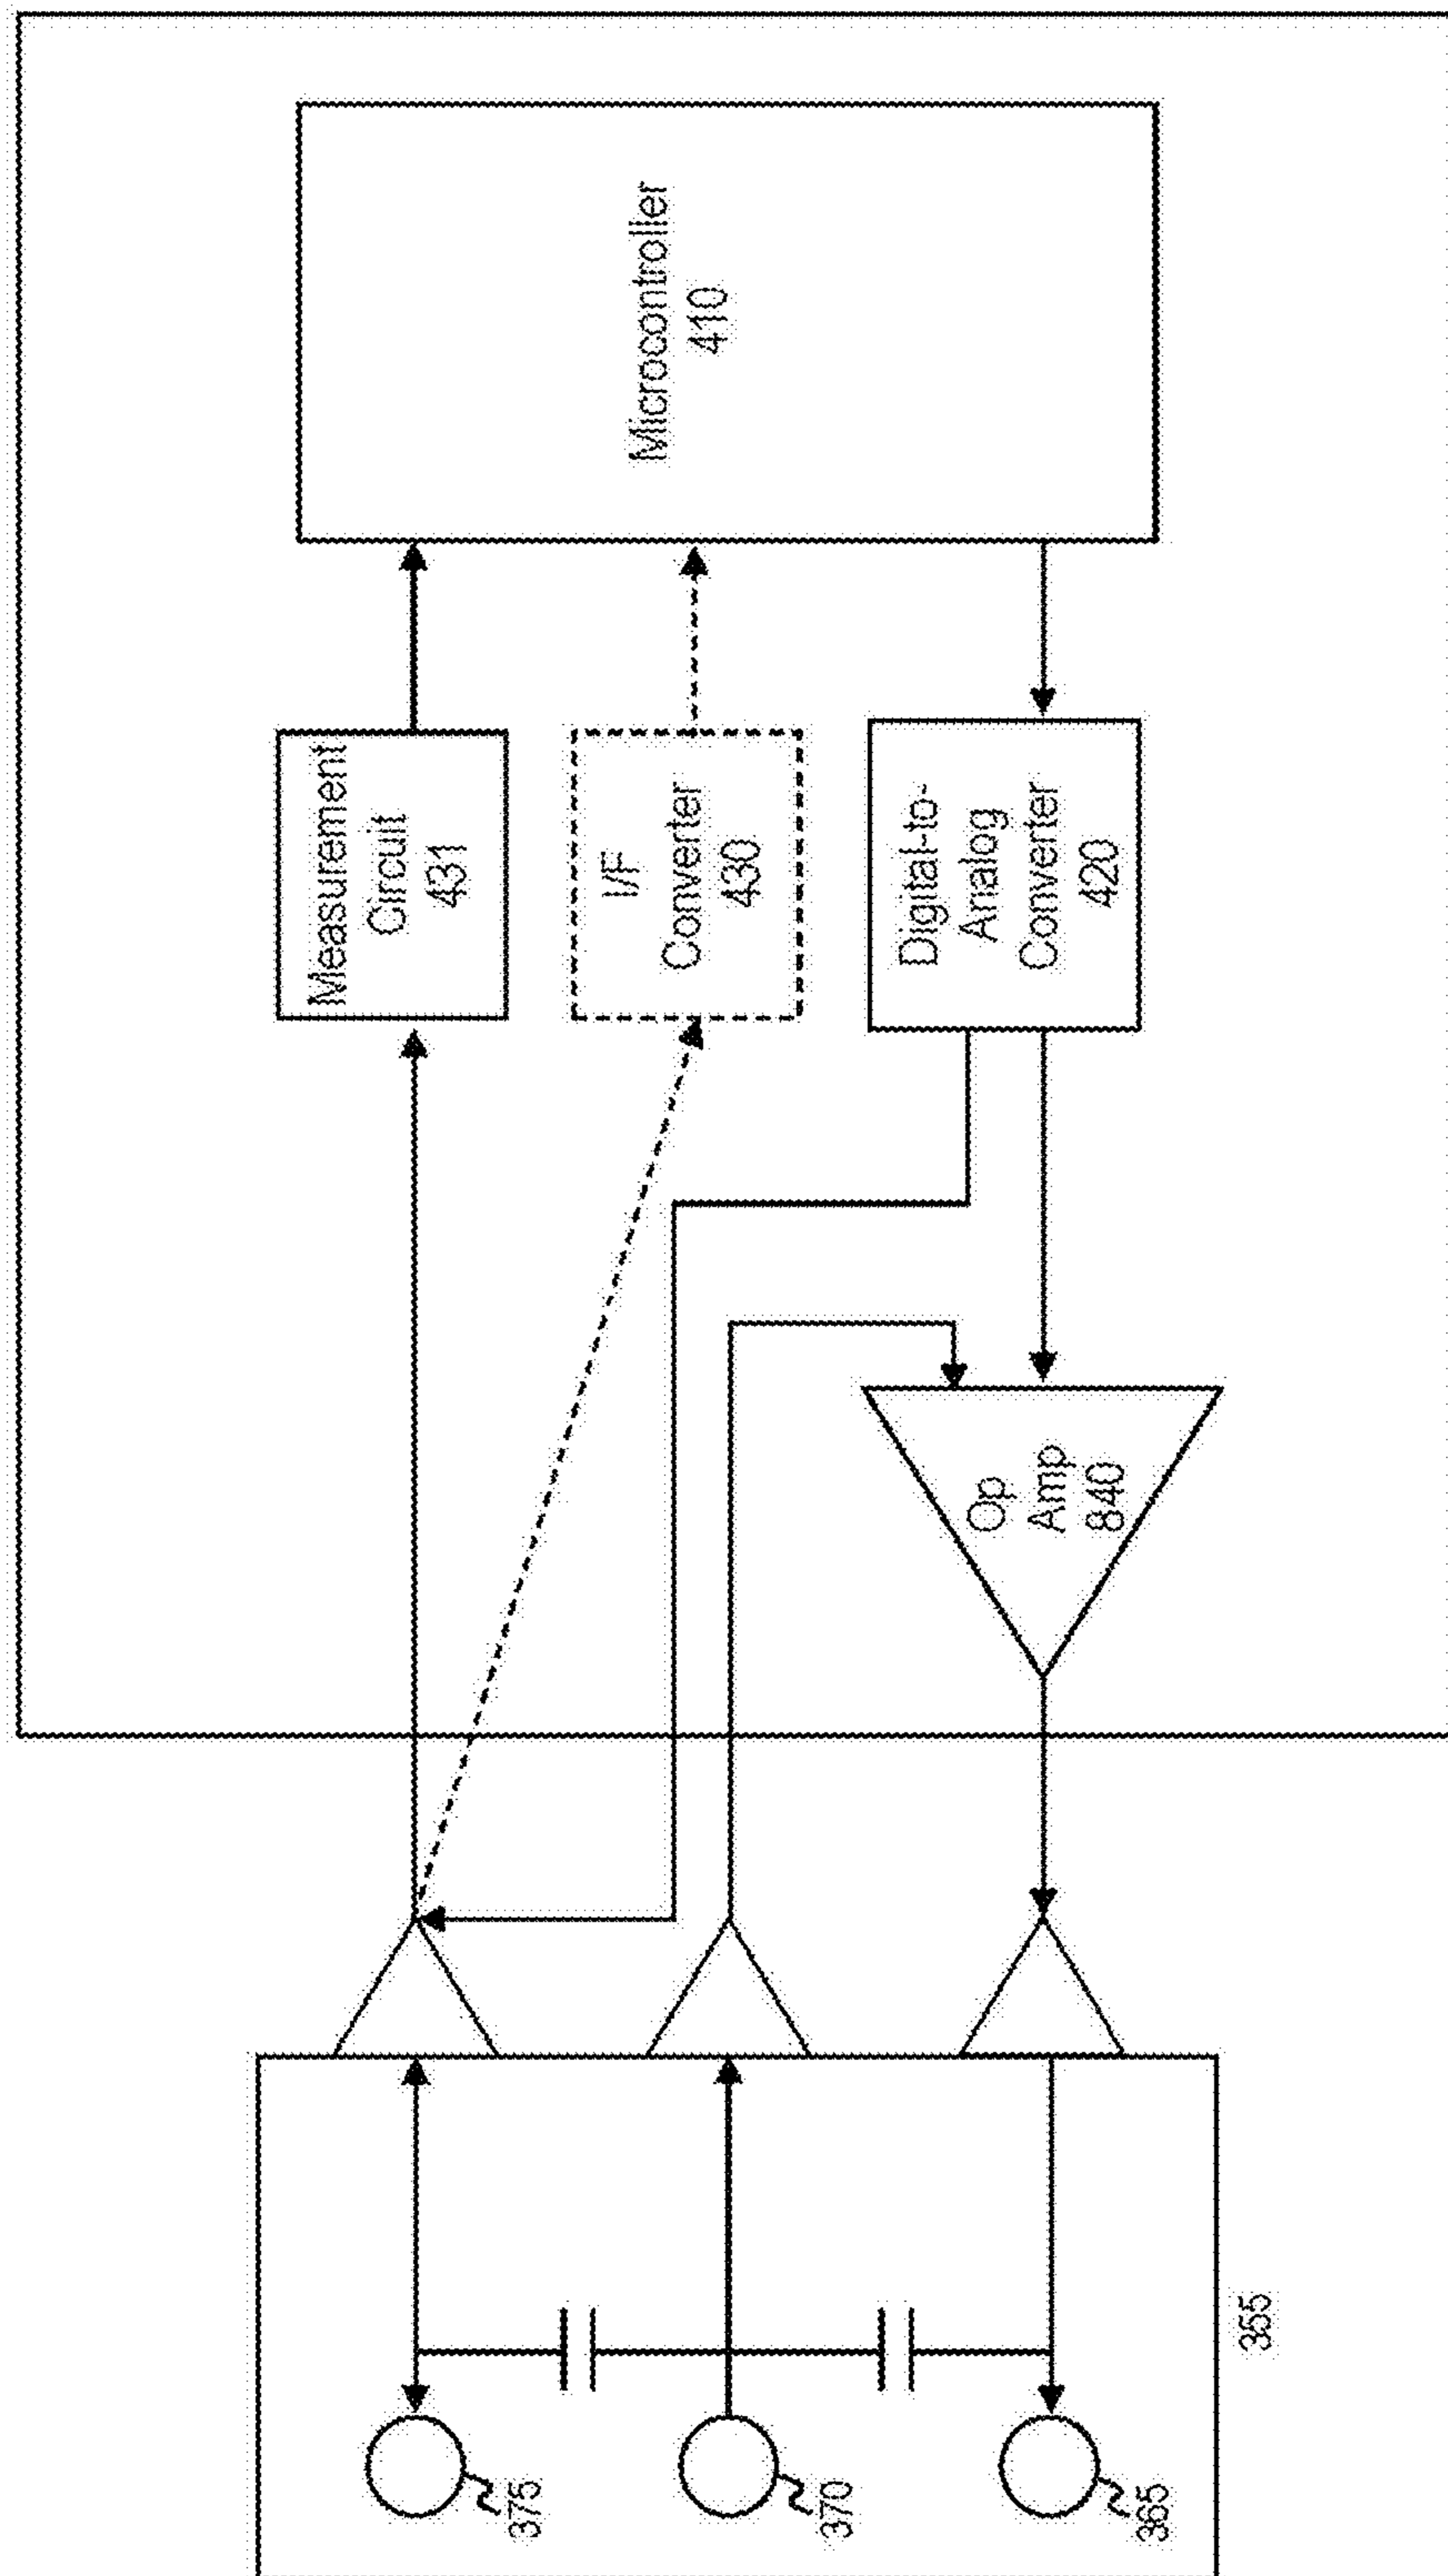 Measurement
Circuit
431
Microcontroller
410
I/F
Converter
430
Digital-to-
Analog
Converter
420
Op
Amp
840
375
370
365
355